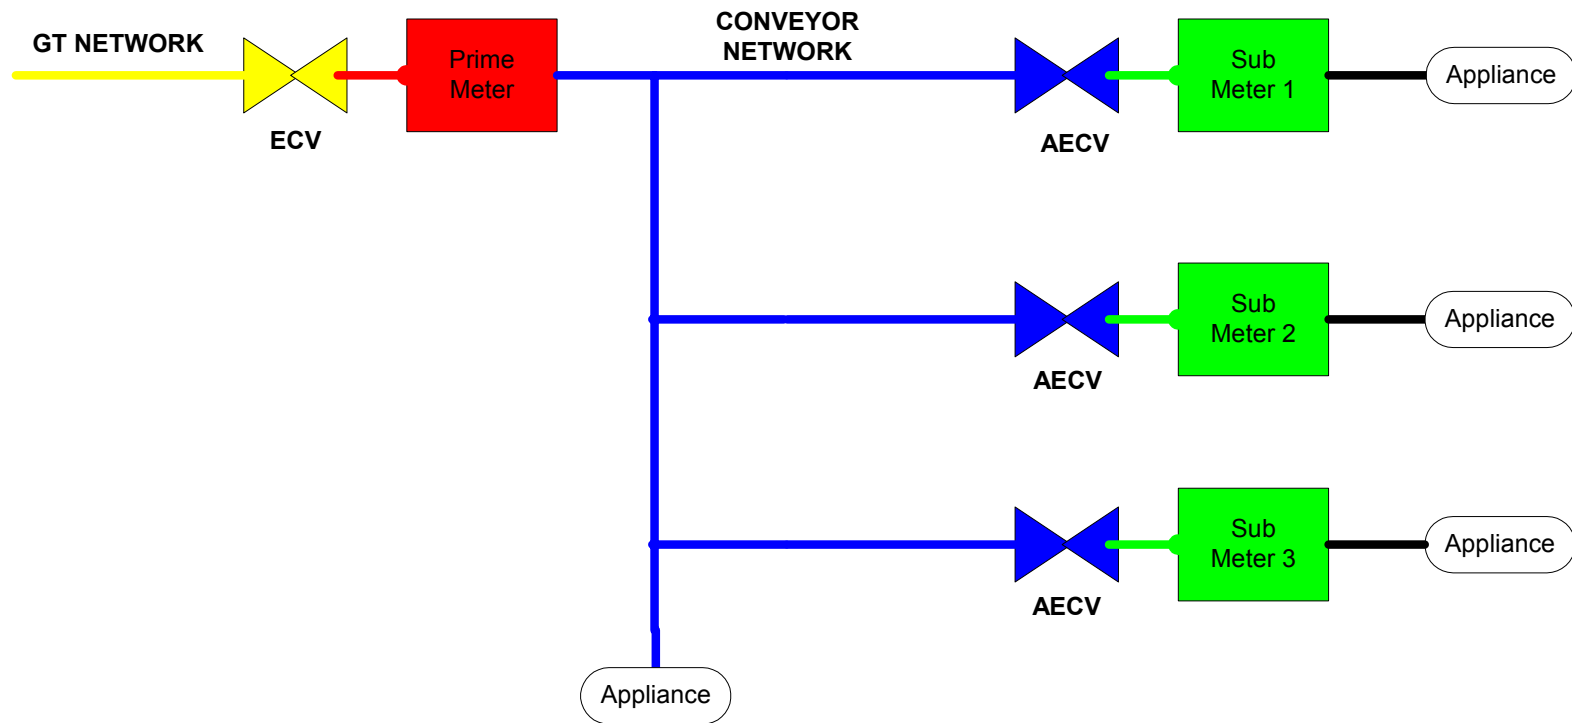 GT NETWORK
ECV
Prime
Meter
CONVEYOR
NETWORK
AECV
Sub
Meter 1
Appliance
AECV
Sub
Meter 2
Appliance
AECV
Sub
Meter 3
Appliance
Appliance